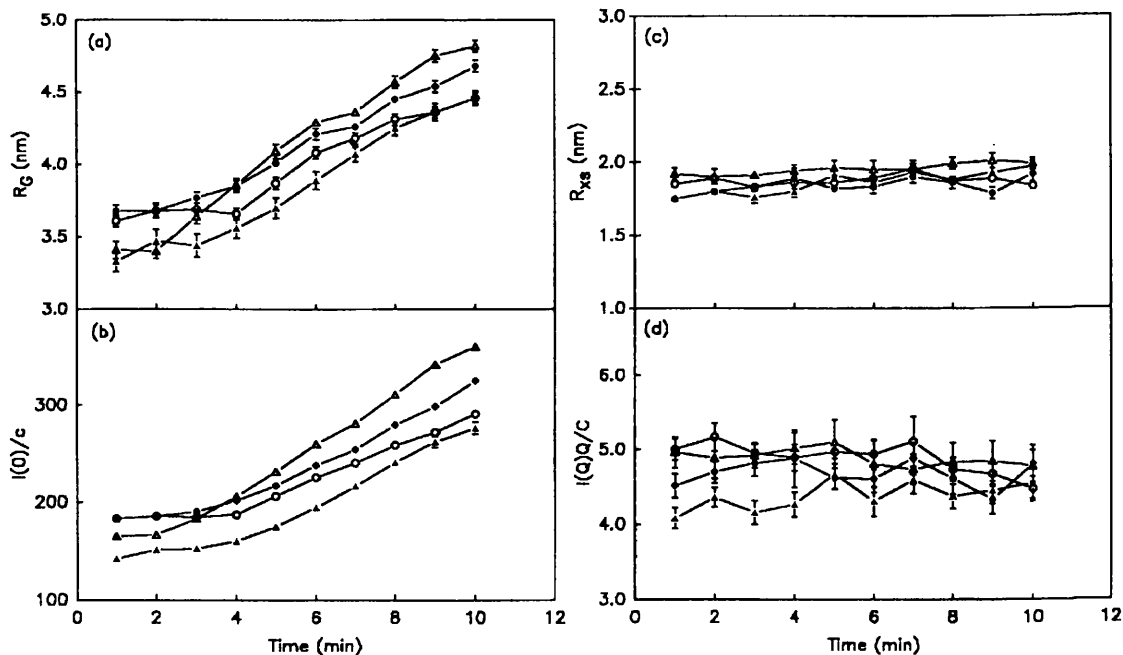 (a)
5.0
4.5
4.0
3.5
3.0
R_G (nm)
(b)
300
200
100
I(0)/c
0 2 4 6 8 10 12
Time (min)
(c)
3.0
2.5
2.0
1.5
1.0
R_XS (nm)
(d)
6.0
5.0
4.0
3.0
I(Q)Q/C
0 2 4 6 8 10 12
Time (min)